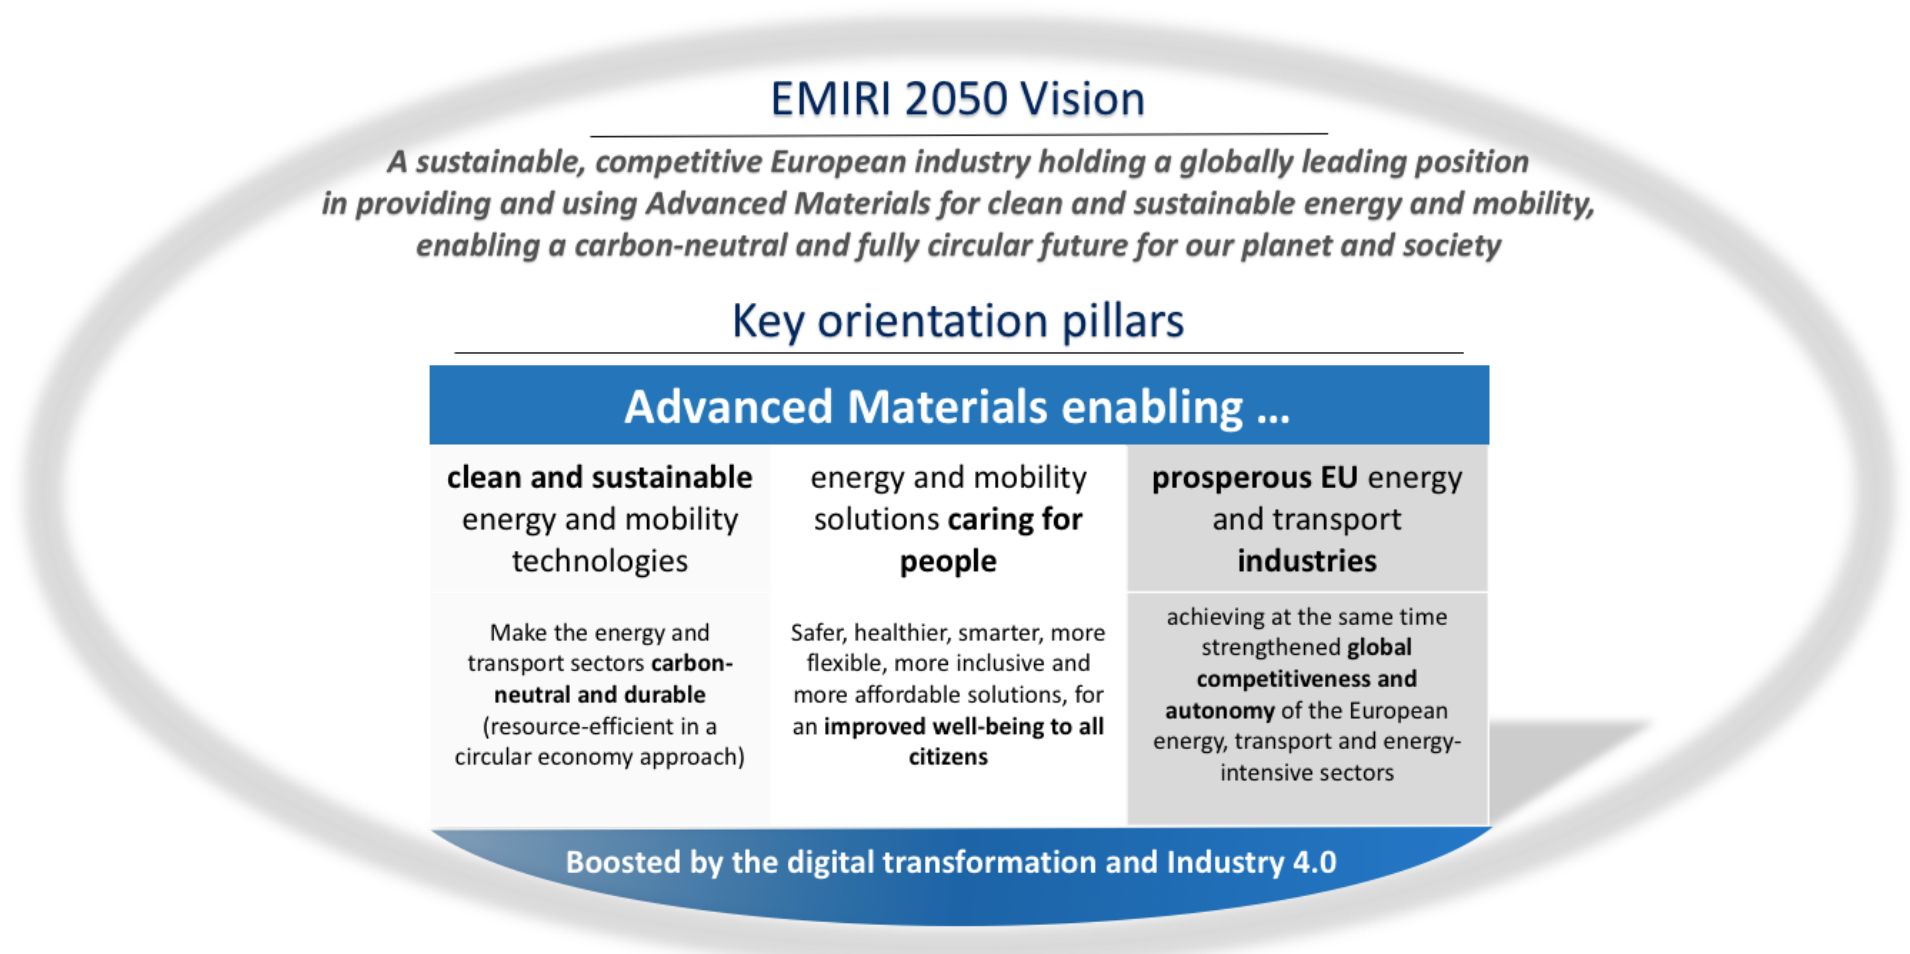 EMIRI 2050 Vision
A sustainable, competitive European industry holding a globally leading position
in providing and using Advanced Materials for clean and sustainable energy and mobility,
enabling a carbon-neutral and fully circular future for our planet and society
Key orientation pillars
Advanced Materials enabling ...
clean and sustainable
energy and mobility
technologies
energy and mobility
solutions caring for
people
prosperous EU energy
and transport
industries
Make the energy and
transport sectors carbon-
neutral and durable
(resource-efficient in a
circular economy approach)
Safer, healthier, smarter, more
flexible, more inclusive and
more affordable solutions, for
an improved well-being to all
citizens
achieving at the same time
strengthened global
competitiveness and
autonomy of the European
energy, transport and energy-
intensive sectors
Boosted by the digital transformation and Industry 4.0